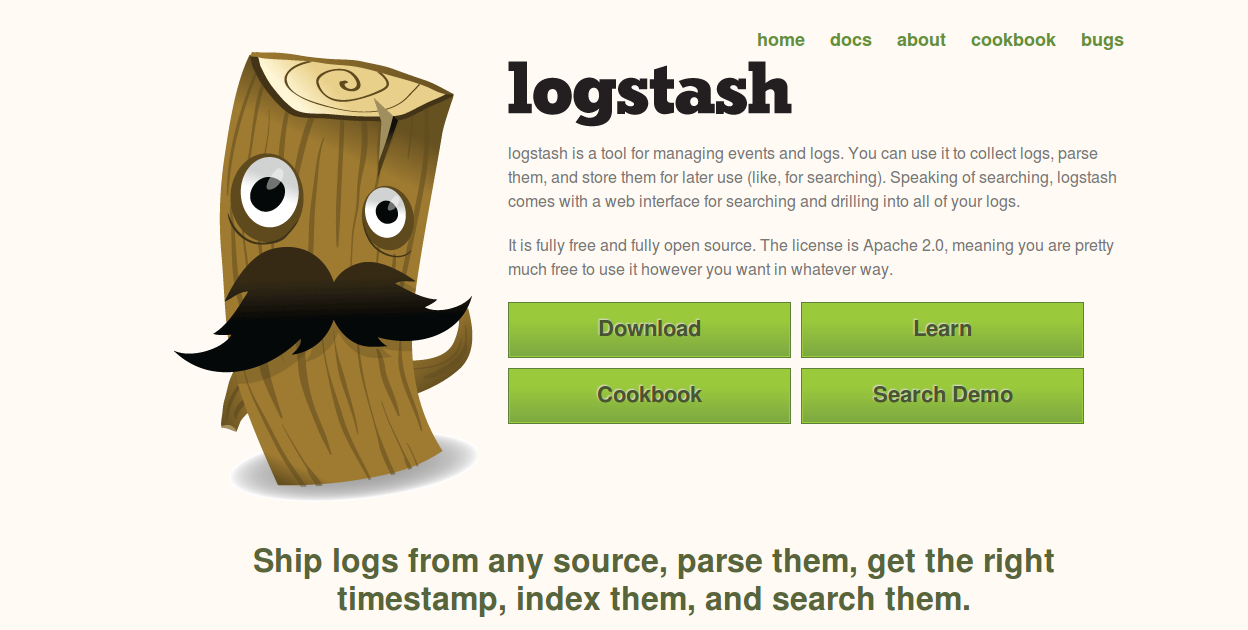 home docs about cookbook bugs
logstash
logstash is a tool for managing events and logs. You can use it to collect logs, parse
them, and store them for later use (like, for searching). Speaking of searching, logstash
comes with a web interface for searching and drilling into all of your logs.
It is fully free and fully open source. The license is Apache 2.0, meaning you are pretty
much free to use it however you want in whatever way.
Download Learn
Cookbook Search Demo
Ship logs from any source, parse them, get the right
timestamp, index them, and search them.